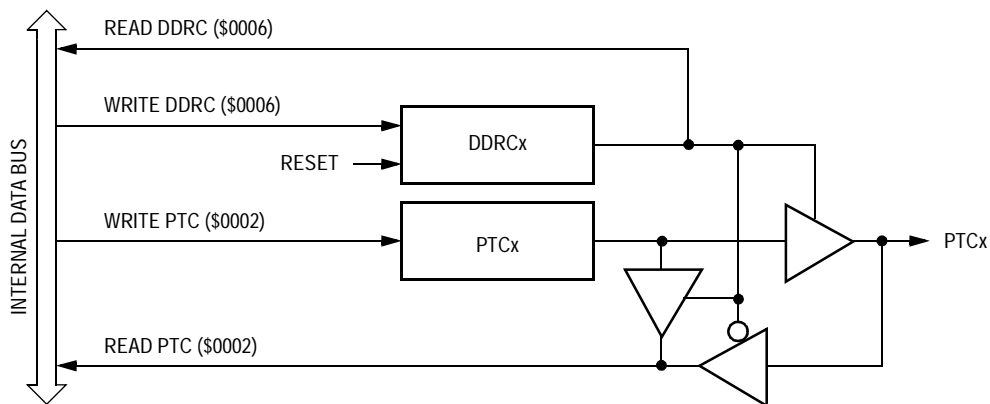 READ DDRC ($0006)
WRITE DDRC ($0006)
DDRCx
RESET
INTERNAL DATA BUS
WRITE PTC ($0002)
PTCx
PTCx
READ PTC ($0002)